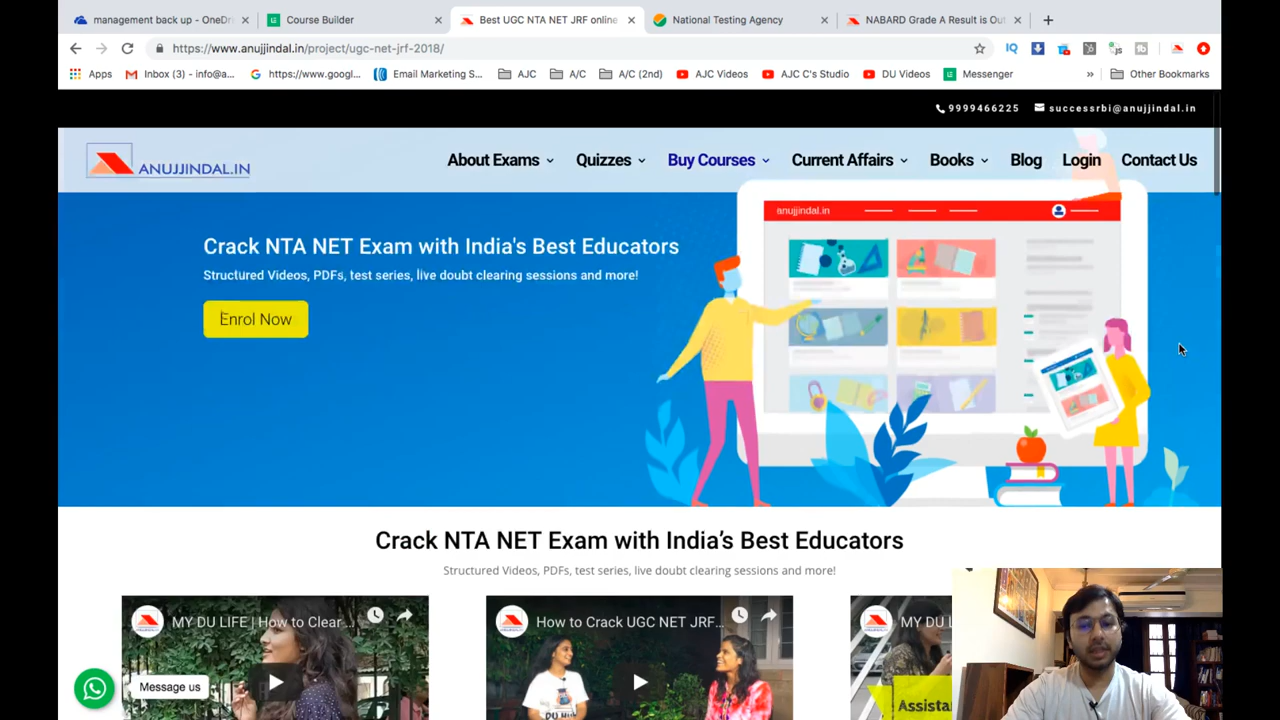 management back up - OneDri
Course Builder
Best UGC NTA NET JRF online
National Testing Agency
NABARD Grade A Result is Out
https://www.anujjindal.in/project/ugc-net-jrf-2018/
IQ
Apps
Inbox (3) - info@a...
https://www.googl...
Email Marketing S...
AJC
A/C
A/C (2nd)
AJC Videos
AJC C's Studio
DU Videos
Messenger
»
Other Bookmarks
9999466225
successrbi@anujjindal.in
ANUJJINDAL.IN
About Exams
Quizzes
Buy Courses
Current Affairs
Books
Blog
Login
Contact Us
anujjindal.in
Crack NTA NET Exam with India's Best Educators
Structured Videos, PDFs, test series, live doubt clearing sessions and more!
Enrol Now
Crack NTA NET Exam with India's Best Educators
Structured Videos, PDFs, test series, live doubt clearing sessions and more!
MY DU LIFE | How to Clear ...
How to Crack UGC NET JRF...
MY DU L
Message us
Assista